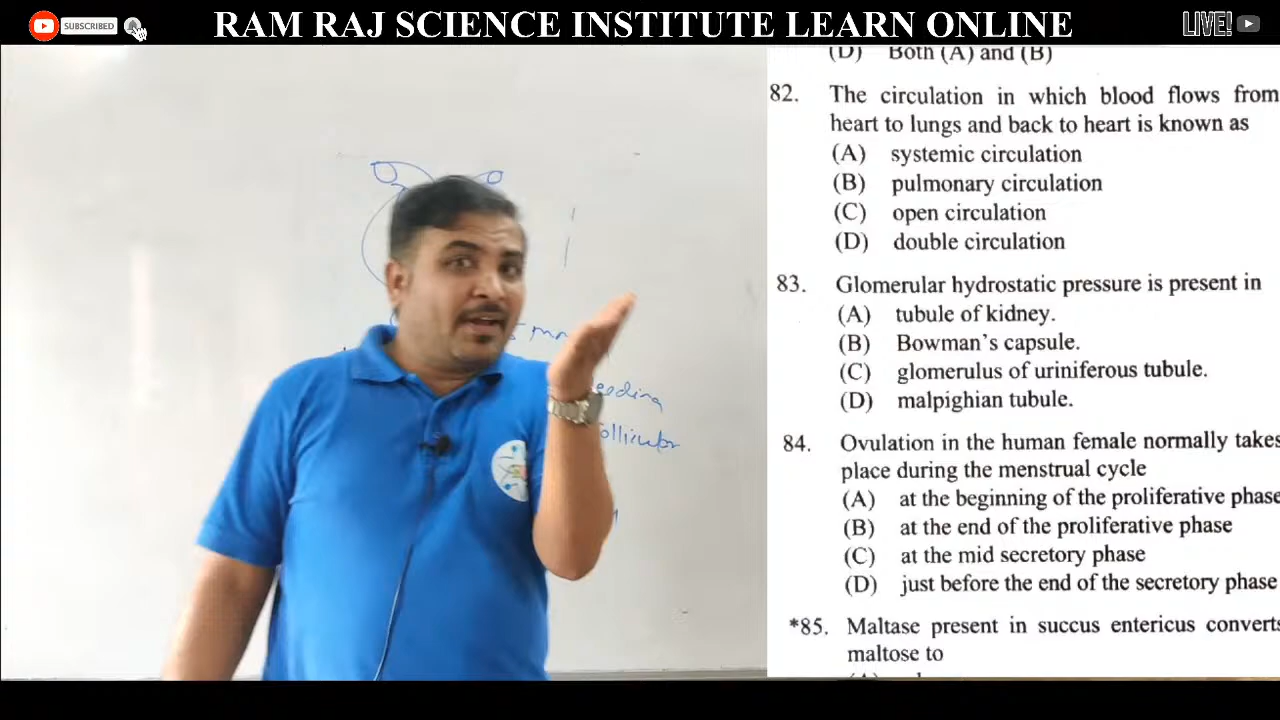 SUBSCRIBED
RAM RAJ SCIENCE INSTITUTE LEARN ONLINE
LIVE!
(D) Both (A) and (B)
82. The circulation in which blood flows from
heart to lungs and back to heart is known as
(A) systemic circulation
(B) pulmonary circulation
(C) open circulation
(D) double circulation
83. Glomerular hydrostatic pressure is present in
(A) tubule of kidney.
(B) Bowman's capsule.
(C) glomerulus of uriniferous tubule.
(D) malpighian tubule.
84. Ovulation in the human female normally takes
place during the menstrual cycle
(A) at the beginning of the proliferative phase
(B) at the end of the proliferative phase
(C) at the mid secretory phase
(D) just before the end of the secretory phase
*85. Maltase present in succus entericus converts
maltose to